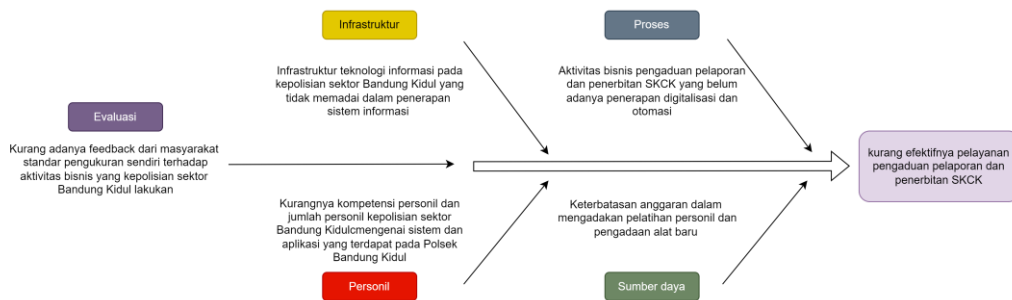 Infrastruktur
Proses
Infrastruktur teknologi informasi pada
kepolisian sektor Bandung Kidul yang
tidak memadai dalam penerapan
sistem informasi
Aktivitas bisnis pengaduan pelaporan
dan penerbitan SKCK yang belum
adanya penerapan digitalisasi dan
otomasi
Evaluasi
Kurang adanya feedback dari masyarakat
standar pengukuran sendiri terhadap
aktivitas bisnis yang kepolisian sektor
Bandung Kidul lakukan
kurang efektifnya pelayanan
pengaduan pelaporan dan
penerbitan SKCK
Kurangnya kompetensi personil dan
jumlah personil kepolisian sektor
Bandung Kidulcmengenai sistem dan
aplikasi yang terdapat pada Polsek
Bandung Kidul
Keterbatasan anggaran dalam
mengadakan pelatihan personil dan
pengadaan alat baru
Personil
Sumber daya